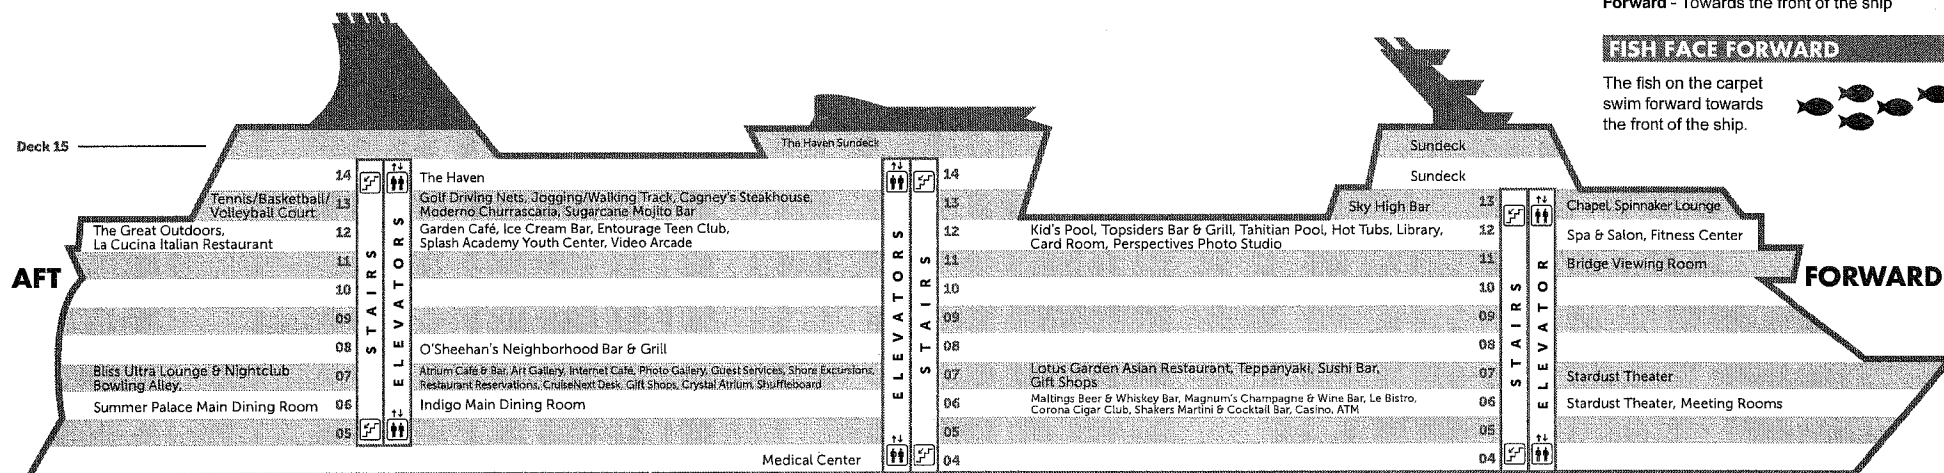 Forward - Towards the front of the ship
FISH FACE FORWARD
The fish on the carpet
swim forward towards
the front of the ship.
Deck 15
The Haven Sundeck
Sundeck
14
The Haven
14
Sundeck
Tennis/Basketball/
Volleyball Court
13
Golf Driving Nets, Jogging/Walking Track, Cagney's Steakhouse,
Moderno Churrascaria, Sugarcane Mojito Bar
13
Sky High Bar
13
Chapel, Spinnaker Lounge
The Great Outdoors,
La Cucina Italian Restaurant
12
Garden Café, Ice Cream Bar, Entourage Teen Club,
Splash Academy Youth Center, Video Arcade
12
Kid's Pool, Topsiders Bar & Grill, Tahitian Pool, Hot Tubs, Library,
Card Room, Perspectives Photo Studio
12
Spa & Salon, Fitness Center
11
11
11
Bridge Viewing Room
AFT
FORWARD
10
10
10
09
09
09
08
O'Sheehan's Neighborhood Bar & Grill
08
08
Bliss Ultra Lounge & Nightclub
Bowling Alley,
07
Atrium Café & Bar, Art Gallery, Internet Café, Photo Gallery, Guest Services, Shore Excursions,
Restaurant Reservations, CruiseNext Desk, Gift Shops, Crystal Atrium, Shuffleboard
07
Lotus Garden Asian Restaurant, Teppanyaki, Sushi Bar,
Gift Shops
07
Stardust Theater
Summer Palace Main Dining Room
06
Indigo Main Dining Room
06
Maltings Beer & Whiskey Bar, Magnum's Champagne & Wine Bar, Le Bistro,
Corona Cigar Club, Shakers Martini & Cocktail Bar, Casino, ATM
06
Stardust Theater, Meeting Rooms
05
05
05
Medical Center
04
04
STAIRS
ELEVATORS
ELEVATORS
STAIRS
STAIRS
ELEVATOR